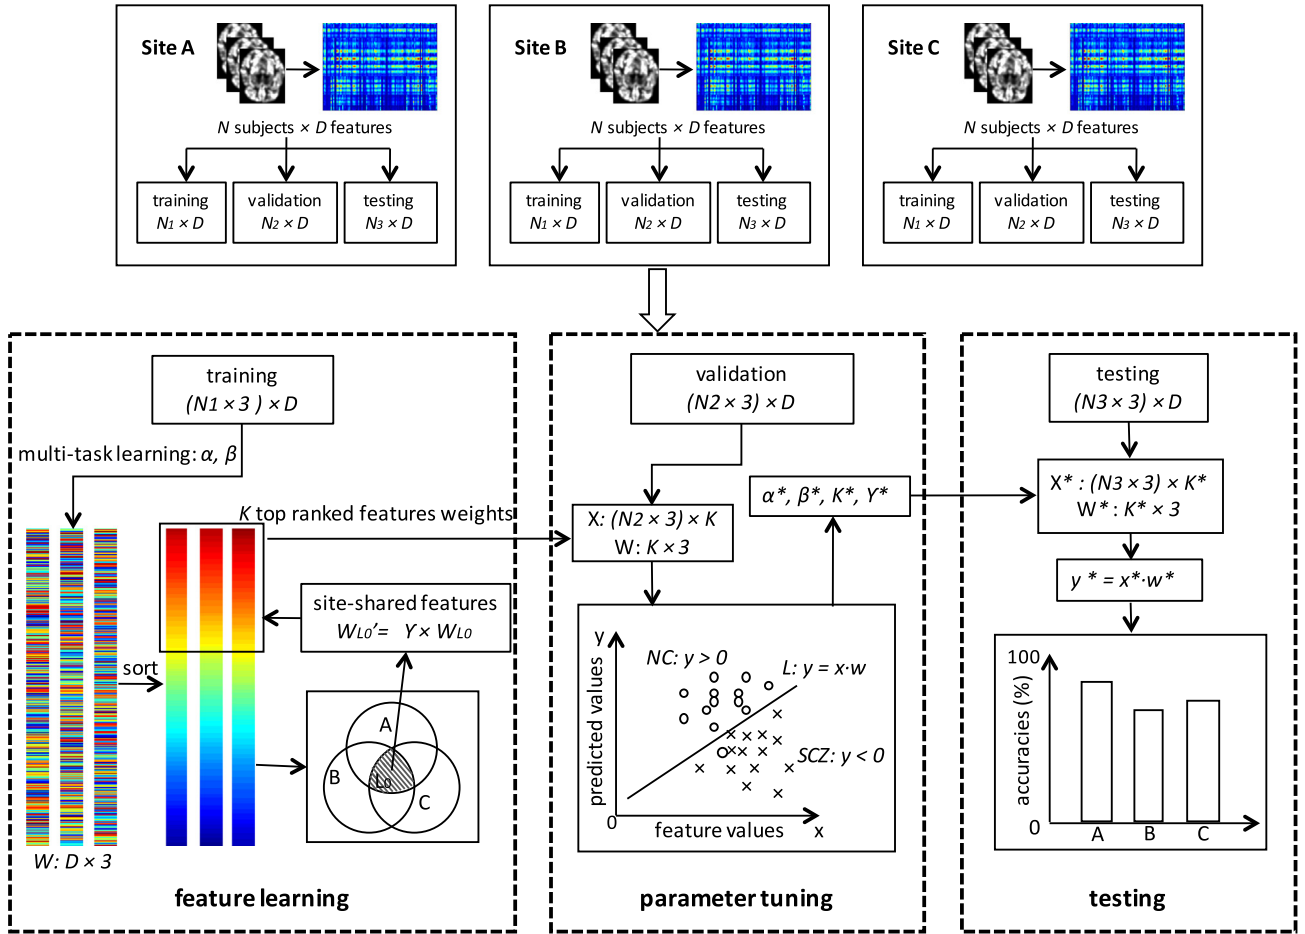 Site A
N subjects × D features
training
N1 × D
validation
N2 × D
testing
N3 × D
Site B
N subjects × D features
training
N1 × D
validation
N2 × D
testing
N3 × D
Site C
N subjects × D features
training
N1 × D
validation
N2 × D
testing
N3 × D
training
(N1 × 3 ) × D
multi-task learning: α, β
K top ranked features weights
site-shared features
WL0'= Y × WL0
sort
A
B
L0
C
W: D × 3
feature learning
validation
(N2 × 3) × D
α*, β*, K*, Y*
X: (N2 × 3) × K
W: K × 3
y
NC: y > 0
L: y = x·w
SCZ: y < 0
predicted values
0
feature values
x
parameter tuning
testing
(N3 × 3) × D
X* : (N3 × 3) × K*
W* : K* × 3
y * = x*·w*
100
accuracies (%)
0
A
B
C
testing